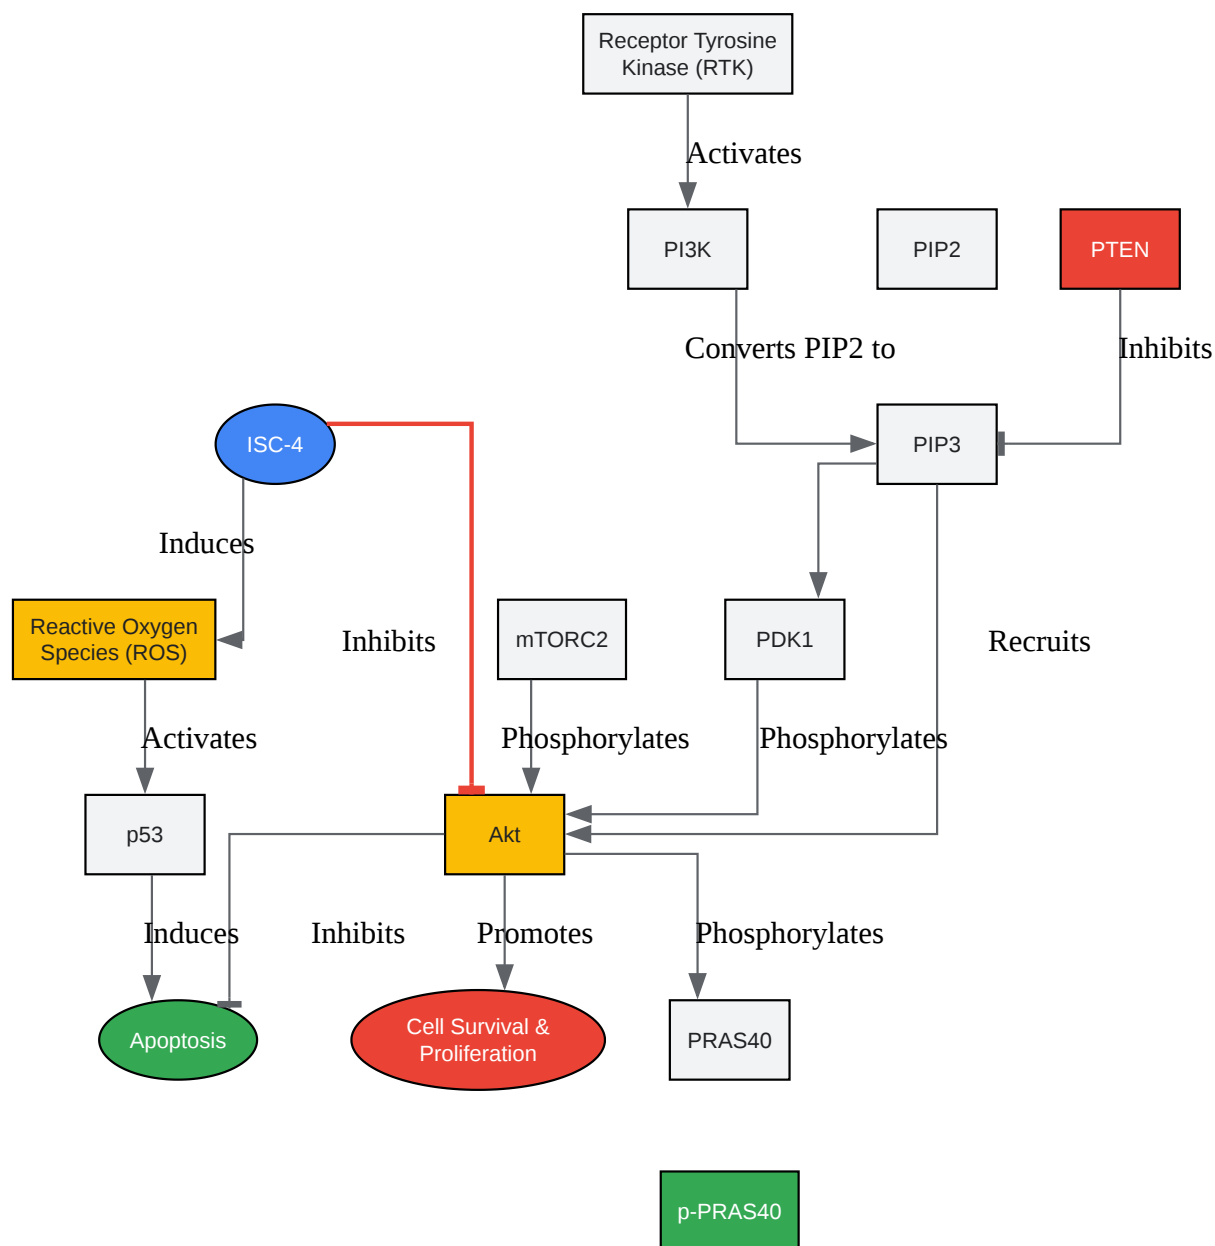 Receptor Tyrosine
Kinase (RTK)
Activates
PI3K
PIP2
PTEN
Converts PIP2 to
Inhibits
ISC-4
PIP3
Induces
Reactive Oxygen
Species (ROS)
Inhibits
mTORC2
PDK1
Recruits
Activates
Phosphorylates
Phosphorylates
p53
Akt
Induces
Inhibits
Promotes
Phosphorylates
Apoptosis
Cell Survival &
Proliferation
PRAS40
p-PRAS40